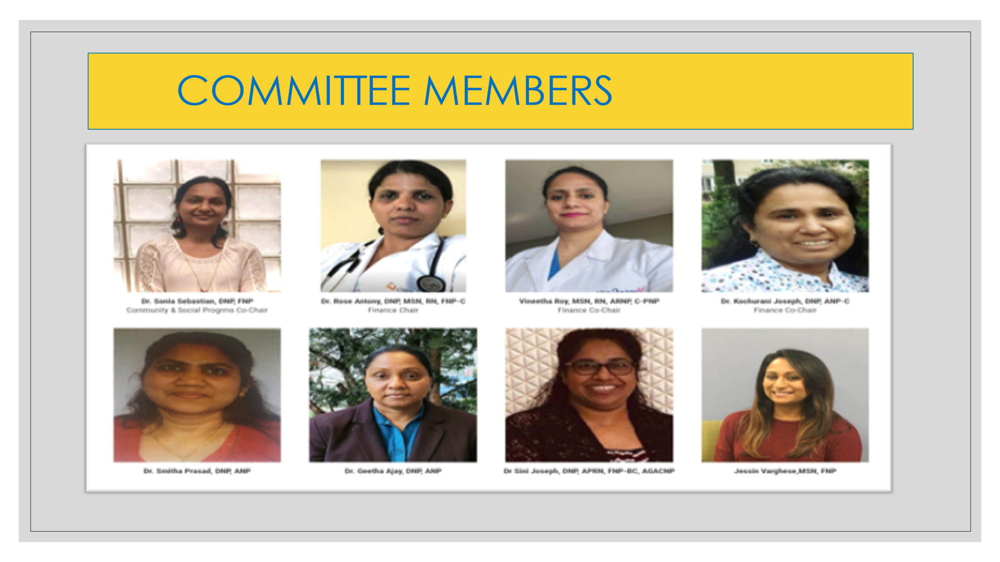 COMMITTEE MEMBERS
Dr. Sonia Sebastian, DNP, FNP
Community & Social Progrms Co-Chair
Dr. Rose Antony, DNP, MSN, RN, FNP-C
Finance Chair
Vineetha Roy, MSN, RN, ARNP, C-PNP
Finance Co-Chair
Dr. Kochurani Joseph, DNP, ANP-C
Finance Co-Chair
Dr. Smitha Prasad, DNP, ANP
Dr. Geetha Ajay, DNP, ANP
Dr Sini Joseph, DNP, APRN, FNP-BC, AGACNP
Jessin Varghese,MSN, FNP